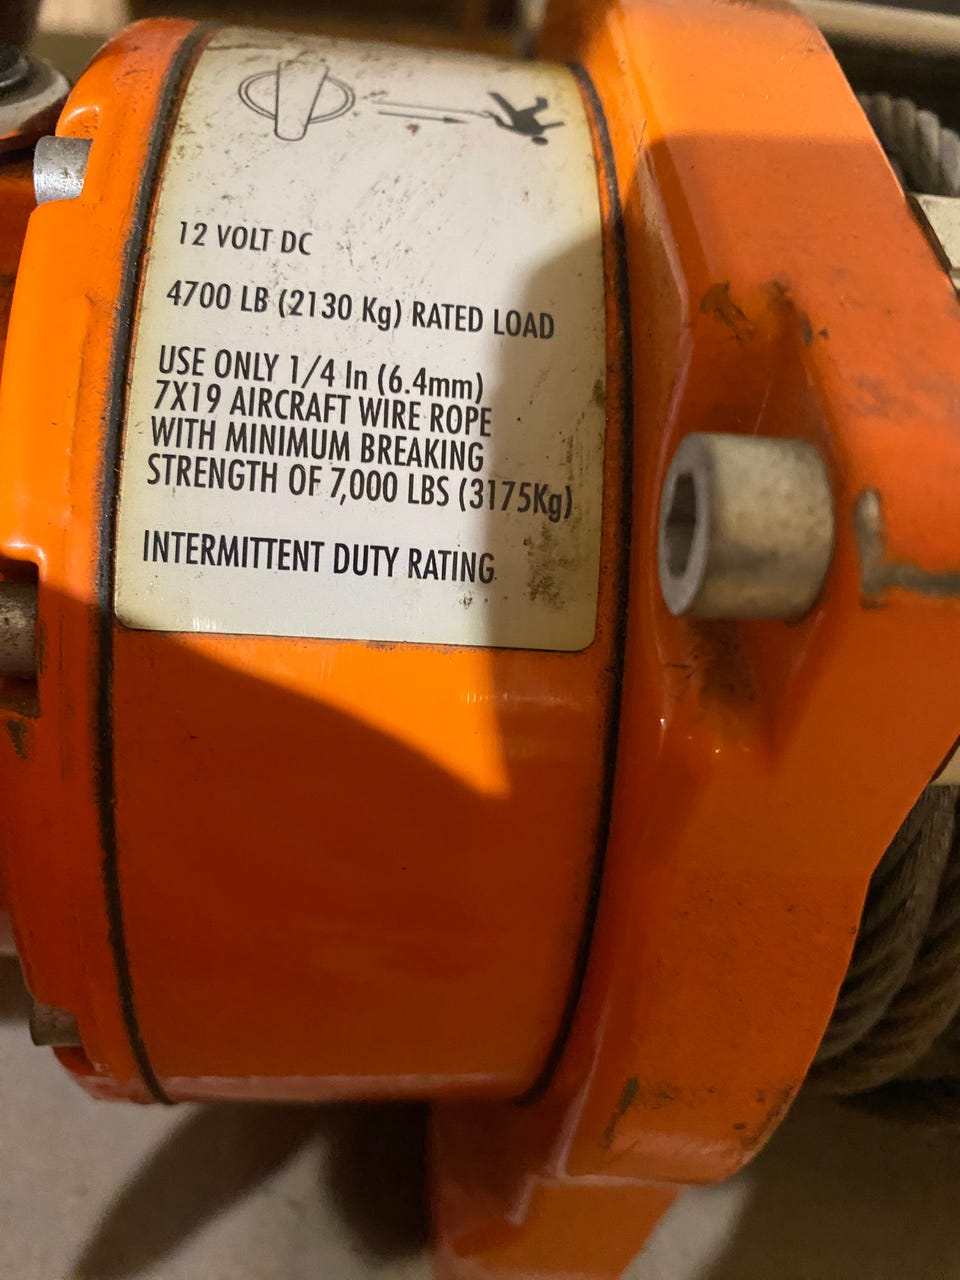 12 VOLT DC
4700 LB (2130 Kg) RATED LOAD
USE ONLY 1/4 In (6.4mm)
7X19 AIRCRAFT WIRE ROPE
WITH MINIMUM BREAKING
STRENGTH OF 7,000 LBS (3175Kg)
INTERMITTENT DUTY RATING